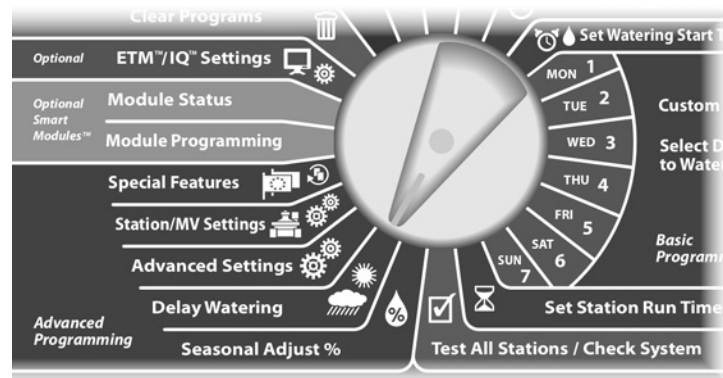 Clear Programs
Optional
ETM™/IQ™ Settings
Optional
Smart
Modules™
Module Status
Module Programming
Special Features
Station/MV Settings
Advanced Settings
Delay Watering
Advanced
Programming
Seasonal Adjust %
%
Test All Stations / Check System
Set Station Run Time
Set Watering Start T
MON 1
TUE 2
WED 3
THU 4
FRI 5
SAT 6
SUN 7
Custom
Select D
to Water
Basic
Programm